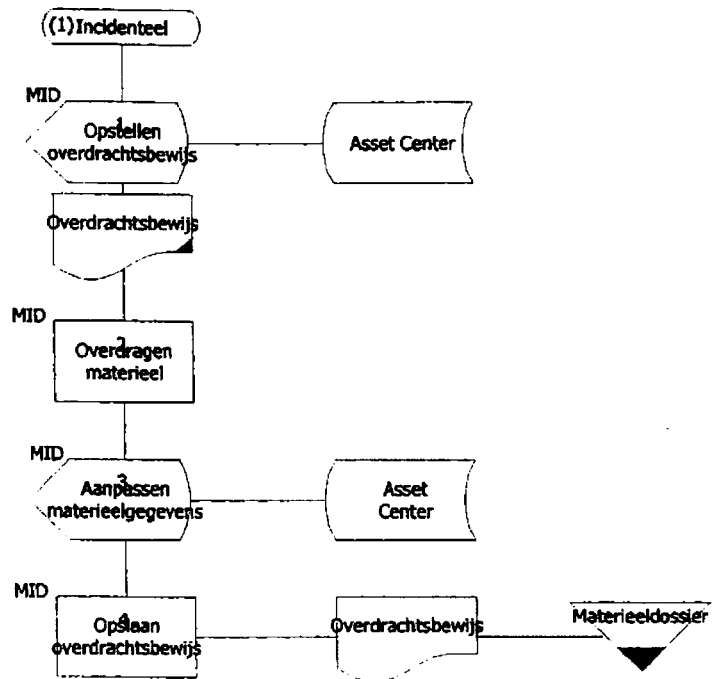 (1) Incidenteel
MID
1
Opstellen
overdrachtsbewijs
Asset Center
Overdrachtsbewijs
MID
2
Overdragen
materieel
MID
3
Aanpassen
materieelgegevens
Asset
Center
MID
4
Opslaan
overdrachtsbewijs
Overdrachtsbewijs
Materieeldossier